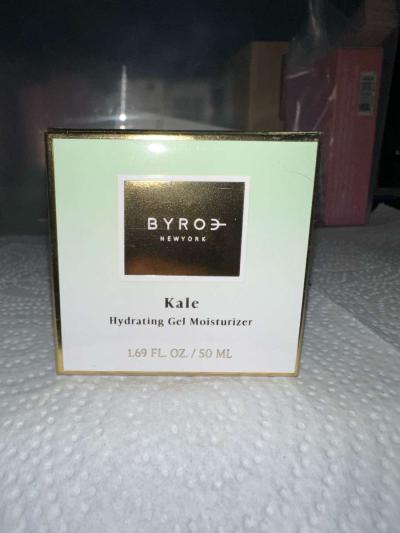 BYROE
NEWYORK
Kale
Hydrating Gel Moisturizer
1.69 FL. OZ. / 50 ML